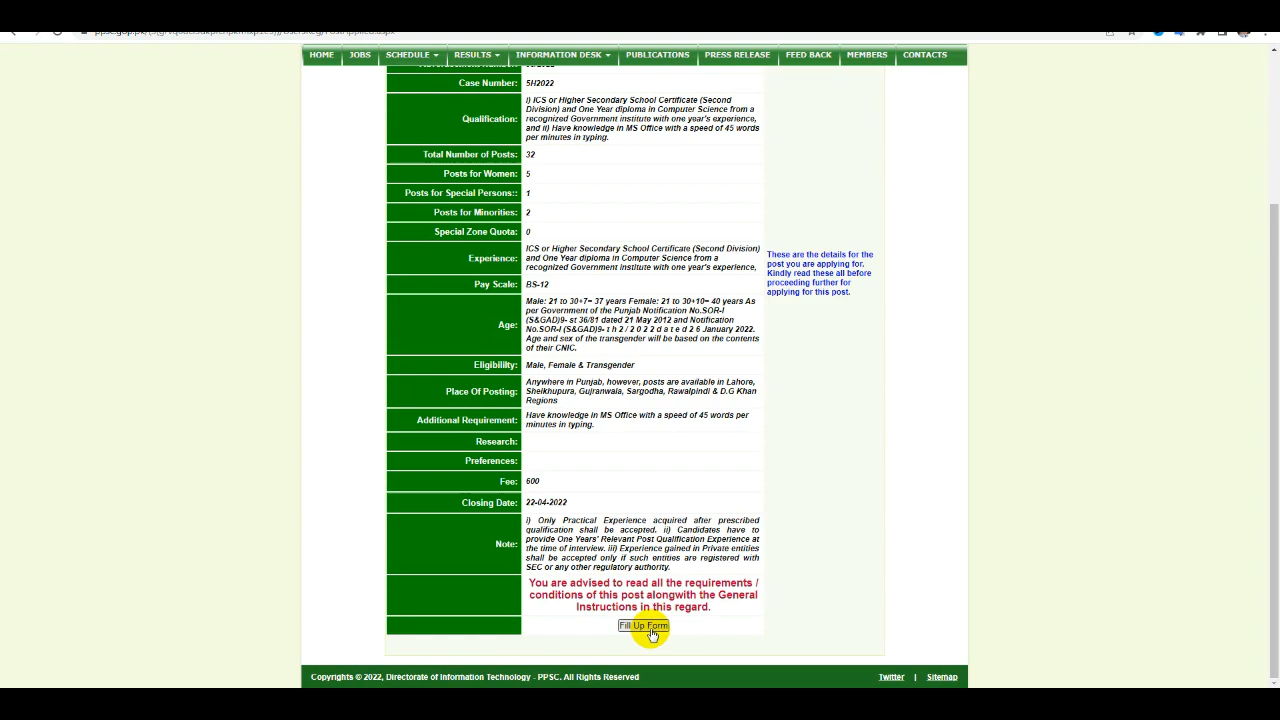 HOME JOBS SCHEDULE RESULTS INFORMATION DESK PUBLICATIONS PRESS RELEASE FEED BACK MEMBERS CONTACTS
Case Number: 5H2022
Qualification:
i) ICS or Higher Secondary School Certificate (Second
Division) and One Year diploma in Computer Science from a
recognized Government institute with one year's experience,
and ii) Have knowledge in MS Office with a speed of 45 words
per minutes in typing.
Total Number of Posts: 32
Posts for Women: 5
Posts for Special Persons:: 1
Posts for Minorities: 2
Special Zone Quota: 0
Experience:
ICS or Higher Secondary School Certificate (Second Division)
and One Year diploma in Computer Science from a
recognized Government institute with one year's experience,
These are the details for the
post you are applying for.
Kindly read these all before
proceeding further for
applying for this post.
Pay Scale: BS-12
Age:
Male: 21 to 30+7= 37 years Female: 21 to 30+10= 40 years As
per Government of the Punjab Notification No.SOR-I
(S&GAD)9- st 36/81 dated 21 May 2012 and Notification
No.SOR-I (S&GAD)9- t h 2 / 2 0 2 2 d a t e d 2 6 January 2022.
Age and sex of the transgender will be based on the contents
of their CNIC.
Eligibility: Male, Female & Transgender
Place Of Posting:
Anywhere in Punjab, however, posts are available in Lahore,
Sheikhupura, Gujranwala, Sargodha, Rawalpindi & D.G Khan
Regions
Additional Requirement:
Have knowledge in MS Office with a speed of 45 words per
minutes in typing.
Research:
Preferences:
Fee: 600
Closing Date: 22-04-2022
Note:
i) Only Practical Experience acquired after prescribed
qualification shall be accepted. ii) Candidates have to
provide One Years' Relevant Post Qualification Experience at
the time of interview. iii) Experience gained in Private entities
shall be accepted only if such entities are registered with
SEC or any other regulatory authority.
You are advised to read all the requirements /
conditions of this post alongwith the General
Instructions in this regard.
Fill Up Form
Copyrights © 2022, Directorate of Information Technology - PPSC. All Rights Reserved Twitter | Sitemap